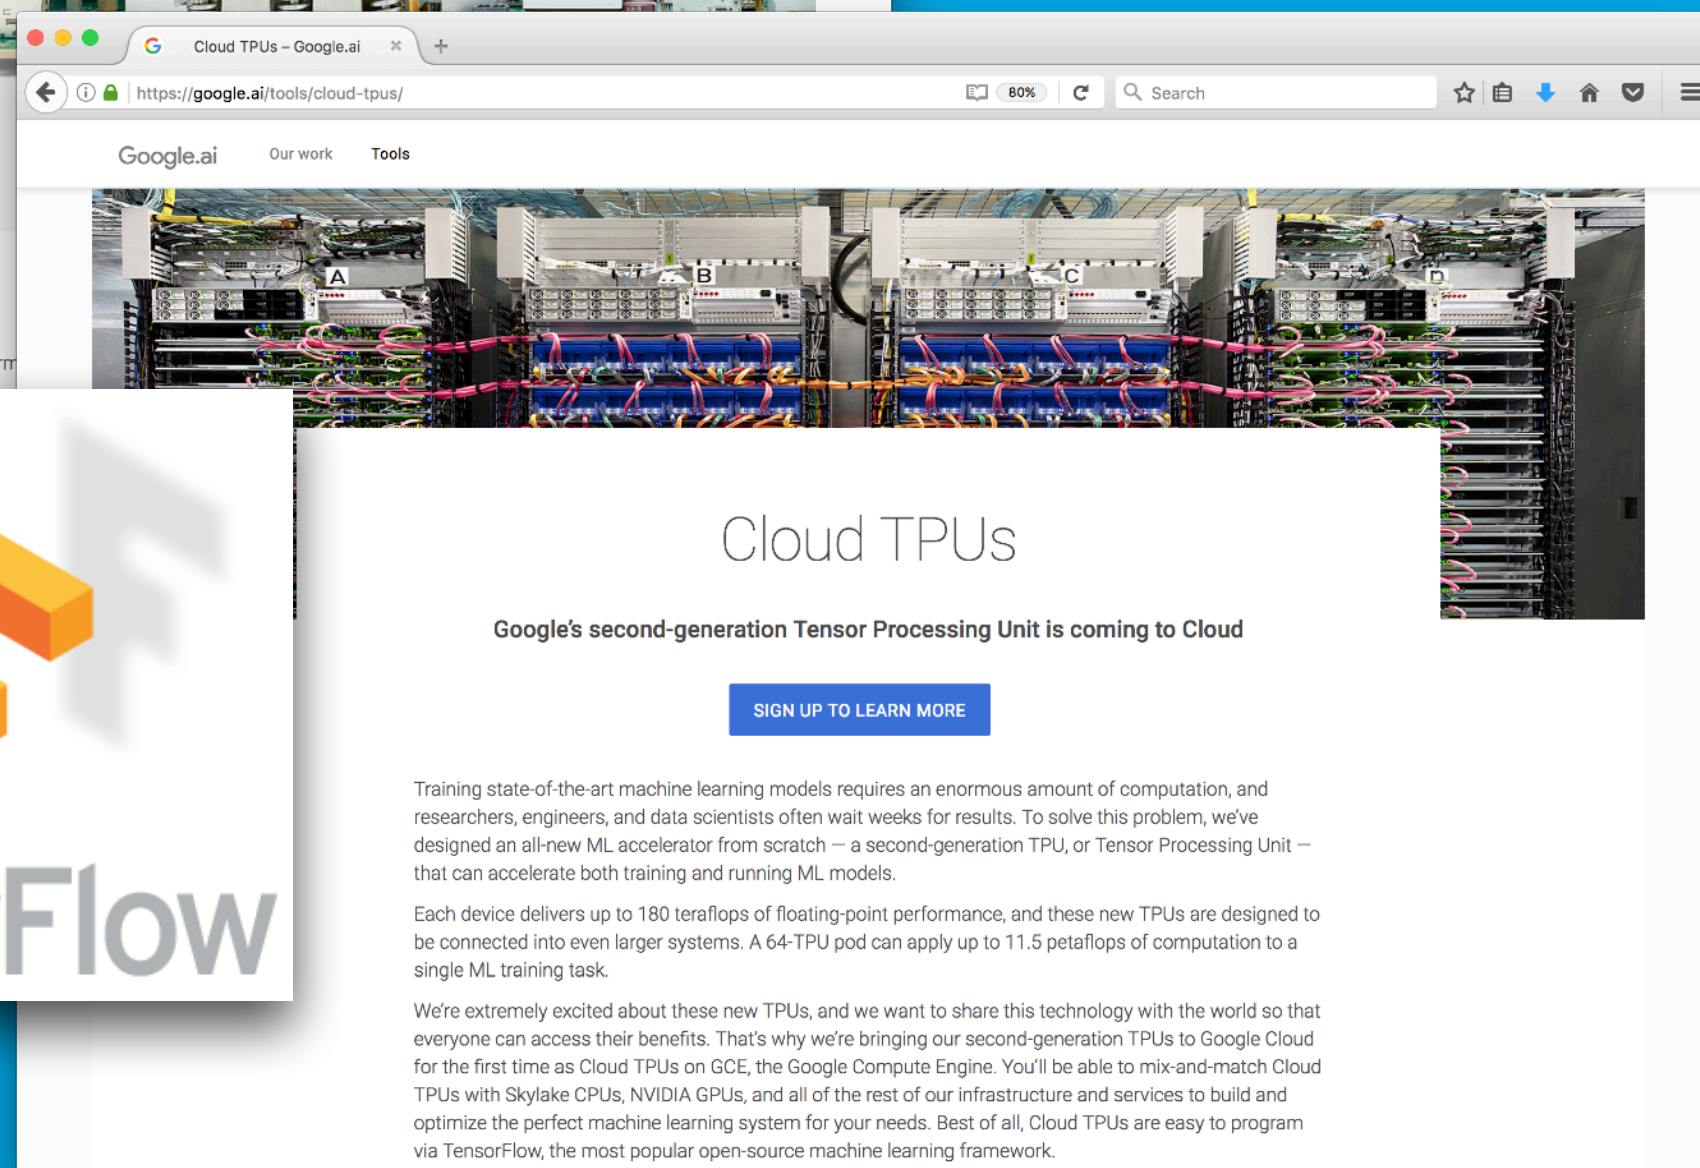 Cloud TPUs – Google.ai
https://google.ai/tools/cloud-tpus/
80%
Search
Google.ai
Our work
Tools
A
B
C
D
Cloud TPUs
Google's second-generation Tensor Processing Unit is coming to Cloud
SIGN UP TO LEARN MORE
Training state-of-the-art machine learning models requires an enormous amount of computation, and
researchers, engineers, and data scientists often wait weeks for results. To solve this problem, we've
designed an all-new ML accelerator from scratch — a second-generation TPU, or Tensor Processing Unit —
that can accelerate both training and running ML models.
Each device delivers up to 180 teraflops of floating-point performance, and these new TPUs are designed to
be connected into even larger systems. A 64-TPU pod can apply up to 11.5 petaflops of computation to a
single ML training task.
We're extremely excited about these new TPUs, and we want to share this technology with the world so that
everyone can access their benefits. That's why we're bringing our second-generation TPUs to Google Cloud
for the first time as Cloud TPUs on GCE, the Google Compute Engine. You'll be able to mix-and-match Cloud
TPUs with Skylake CPUs, NVIDIA GPUs, and all of the rest of our infrastructure and services to build and
optimize the perfect machine learning system for your needs. Best of all, Cloud TPUs are easy to program
via TensorFlow, the most popular open-source machine learning framework.
rFlow